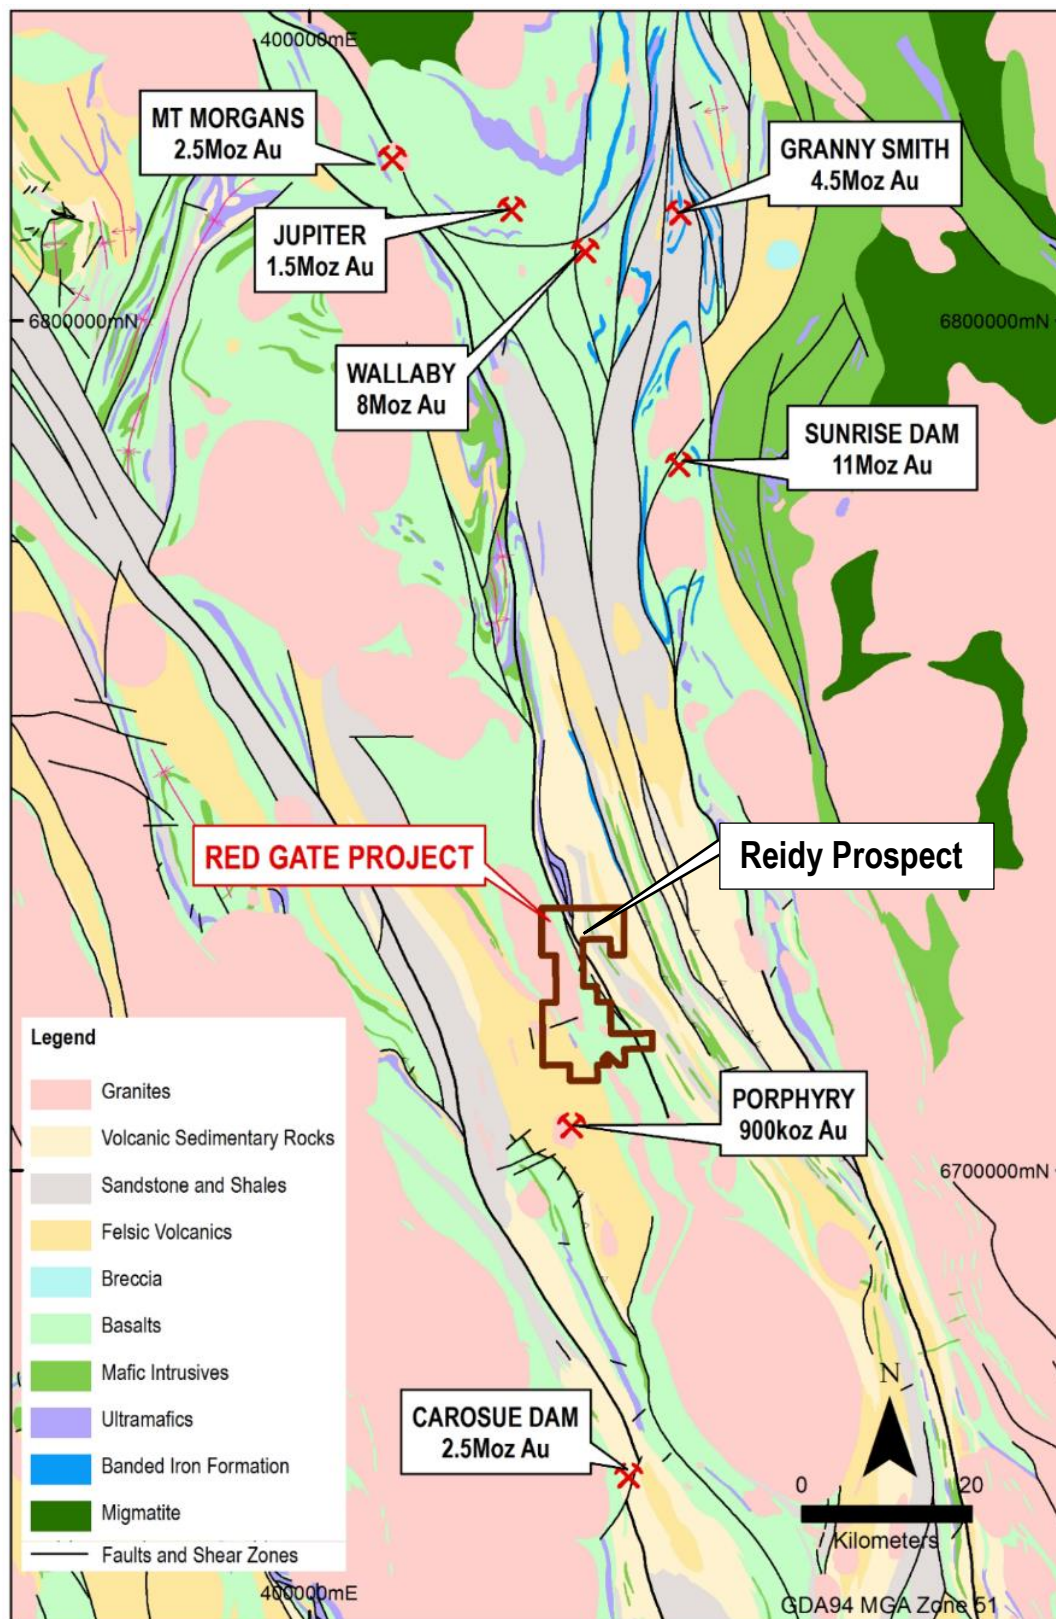 400000mE
MT MORGANS
2.5Moz Au
GRANNY SMITH
4.5Moz Au
JUPITER
1.5Moz Au
6800000mN
6800000mN
WALLABY
8Moz Au
SUNRISE DAM
11Moz Au
RED GATE PROJECT
Reidy Prospect
Legend
Granites
Volcanic Sedimentary Rocks
Sandstone and Shales
Felsic Volcanics
Breccia
Basalts
Mafic Intrusives
Ultramafics
Banded Iron Formation
Migmatite
Faults and Shear Zones
PORPHYRY
900koz Au
6700000mN
CAROSUE DAM
2.5Moz Au
N
0 20
Kilometers
400000mE
GDA94 MGA Zone 51